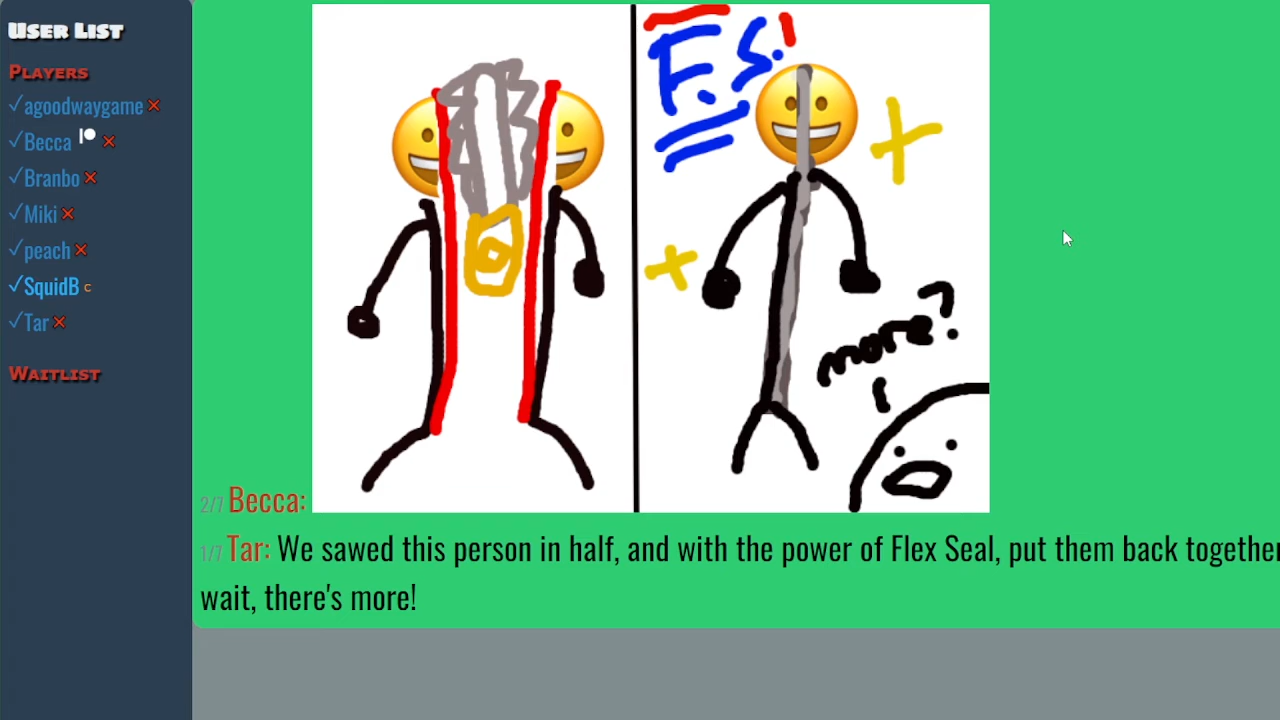 User List
Players
✓agoodwaygame ×
✓Becca ×
✓Branbo ×
✓Miki ×
✓peach ×
✓SquidB c
✓Tar ×
Waitlist
F.S.!
more?
2/7 Becca:
1/7 Tar: We sawed this person in half, and with the power of Flex Seal, put them back together
wait, there's more!